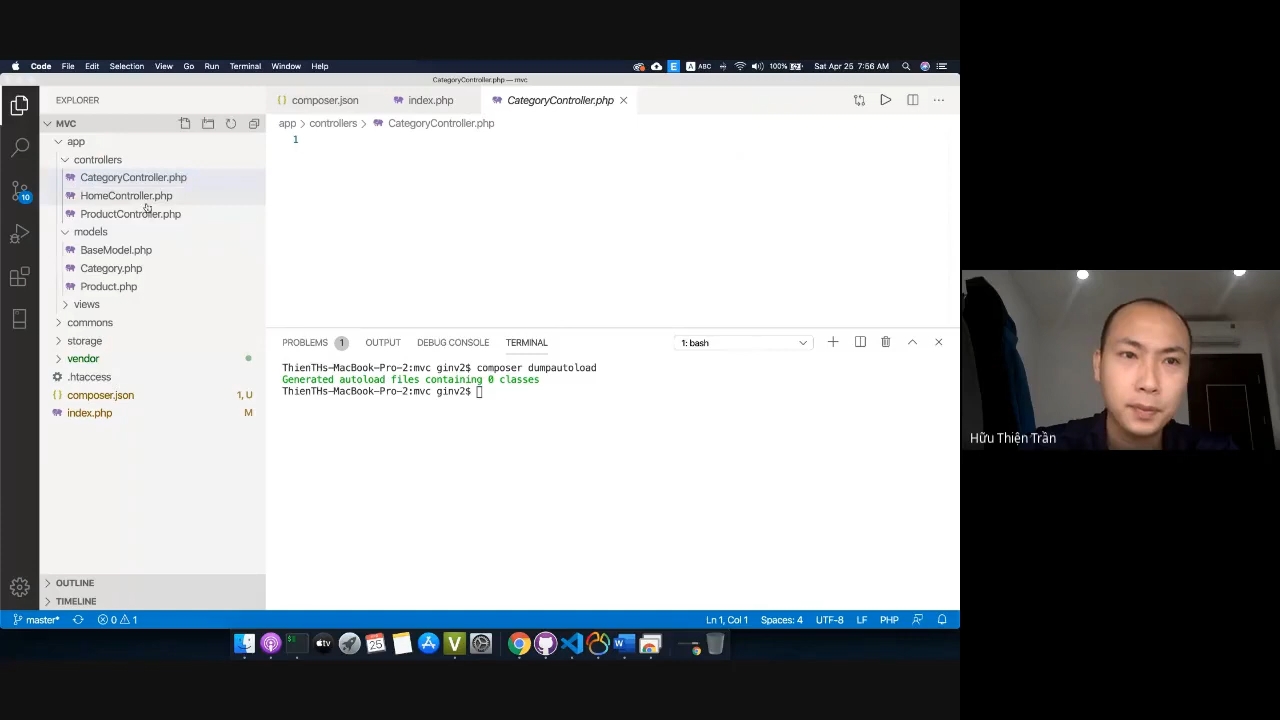 Code File Edit Selection View Go Run Terminal Window Help
E A ABC 100% Sat Apr 25 7:56 AM
CategoryController.php — mvc
EXPLORER
MVC
app
controllers
CategoryController.php
HomeController.php
ProductController.php
models
BaseModel.php
Category.php
Product.php
views
commons
storage
vendor
.htaccess
composer.json 1, U
index.php M
OUTLINE
TIMELINE
10
composer.json index.php CategoryController.php
app controllers CategoryController.php
1
PROBLEMS 1 OUTPUT DEBUG CONSOLE TERMINAL 1: bash
ThienTHs-MacBook-Pro-2:mvc ginv2$ composer dumpautoload
Generated autoload files containing 0 classes
ThienTHs-MacBook-Pro-2:mvc ginv2$
master* 0 1 Ln 1, Col 1 Spaces: 4 UTF-8 LF PHP
tv 25 V W
Hữu Thiện Trần